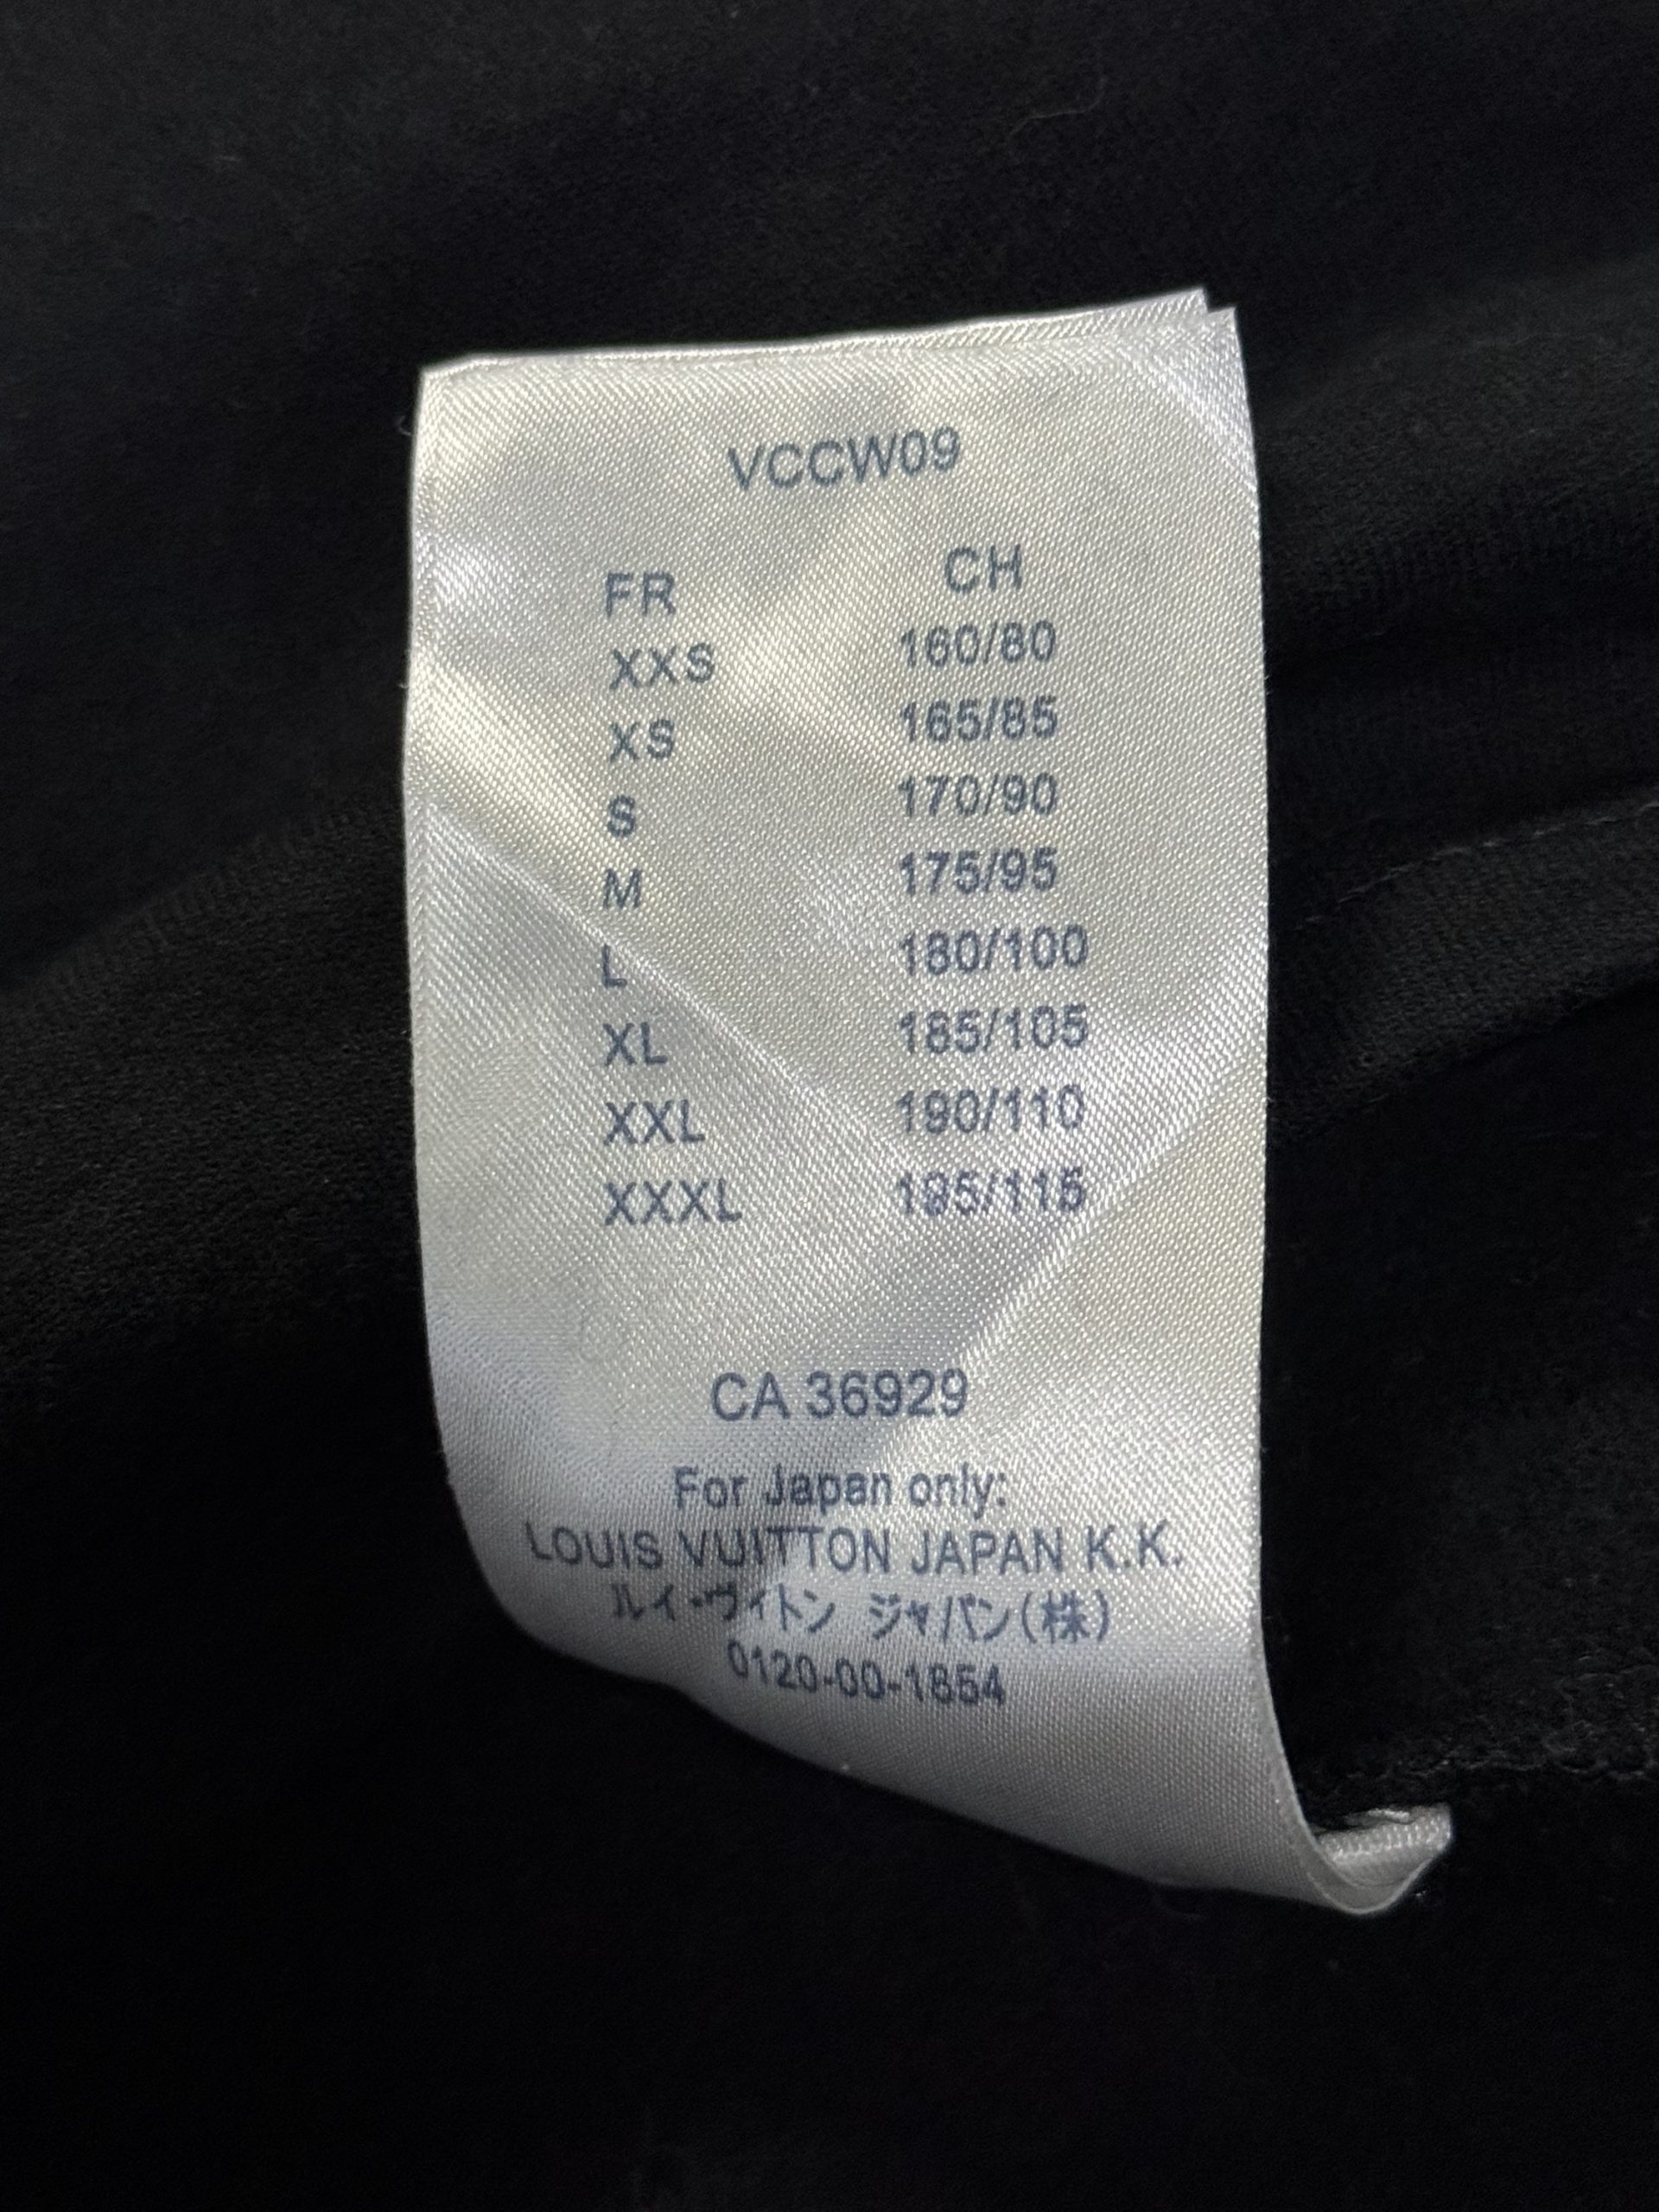 VCCW09
FR CH
XXS 160/80
XS 165/85
S 170/90
M 175/95
L 180/100
XL 185/105
XXL 190/110
XXXL 195/115
CA 36929
For Japan only:
LOUIS VUITTON JAPAN K.K.
ルイ・ヴィトン ジャパン(株)
0120-00-1854